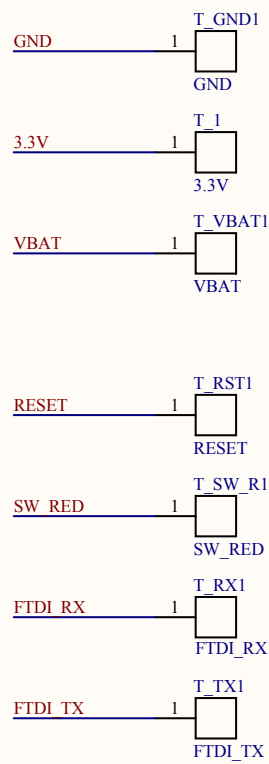 T_GND1
GND 1
GND
T_1
3.3V 1
3.3V
T_VBAT1
VBAT 1
VBAT
T_RST1
RESET 1
RESET
T_SW_R1
SW_RED 1
SW_RED
T_RX1
FTDI_RX 1
FTDI_RX
T_TX1
FTDI_TX 1
FTDI_TX